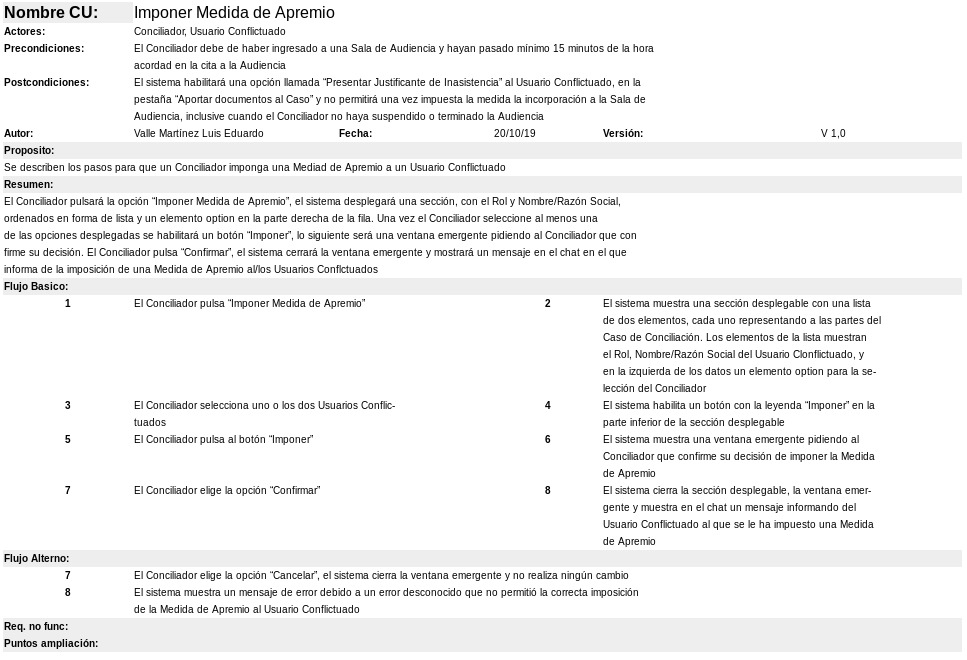 Nombre CU: Imponer Medida de Apremio
Actores: Conciliador, Usuario Conflictuado
Precondiciones: El Conciliador debe de haber ingresado a una Sala de Audiencia y hayan pasado mínimo 15 minutos de la hora
acordad en la cita a la Audiencia
Postcondiciones: El sistema habilitará una opción llamada “Presentar Justificante de Inasistencia” al Usuario Conflictuado, en la
pestaña “Aportar documentos al Caso” y no permitirá una vez impuesta la medida la incorporación a la Sala de
Audiencia, inclusive cuando el Conciliador no haya suspendido o terminado la Audiencia
Autor: Valle Martínez Luis Eduardo Fecha: 20/10/19 Versión: V 1,0
Proposito:
Se describen los pasos para que un Conciliador imponga una Mediad de Apremio a un Usuario Conflictuado
Resumen:
El Conciliador pulsará la opción “Imponer Medida de Apremio”, el sistema desplegará una sección, con el Rol y Nombre/Razón Social,
ordenados en forma de lista y un elemento option en la parte derecha de la fila. Una vez el Conciliador seleccione al menos una
de las opciones desplegadas se habilitará un botón “Imponer”, lo siguiente será una ventana emergente pidiendo al Conciliador que con
firme su decisión. El Conciliador pulsa “Confirmar”, el sistema cerrará la ventana emergente y mostrará un mensaje en el chat en el que
informa de la imposición de una Medida de Apremio al/los Usuarios Conflctuados
Flujo Basico:
1 El Conciliador pulsa “Imponer Medida de Apremio” 2 El sistema muestra una sección desplegable con una lista
de dos elementos, cada uno representando a las partes del
Caso de Conciliación. Los elementos de la lista muestran
el Rol, Nombre/Razón Social del Usuario Clonflictuado, y
en la izquierda de los datos un elemento option para la se-
lección del Conciliador
3 El Conciliador selecciona uno o los dos Usuarios Conflic- 4 El sistema habilita un botón con la leyenda “Imponer” en la
tuados parte inferior de la sección desplegable
5 El Conciliador pulsa al botón “Imponer” 6 El sistema muestra una ventana emergente pidiendo al
Conciliador que confirme su decisión de imponer la Medida
de Apremio
7 El Conciliador elige la opción “Confirmar” 8 El sistema cierra la sección desplegable, la ventana emer-
gente y muestra en el chat un mensaje informando del
Usuario Conflictuado al que se le ha impuesto una Medida
de Apremio
Flujo Alterno:
7 El Conciliador elige la opción “Cancelar”, el sistema cierra la ventana emergente y no realiza ningún cambio
8 El sistema muestra un mensaje de error debido a un error desconocido que no permitió la correcta imposición
de la Medida de Apremio al Usuario Conflictuado
Req. no func:
Puntos ampliación: